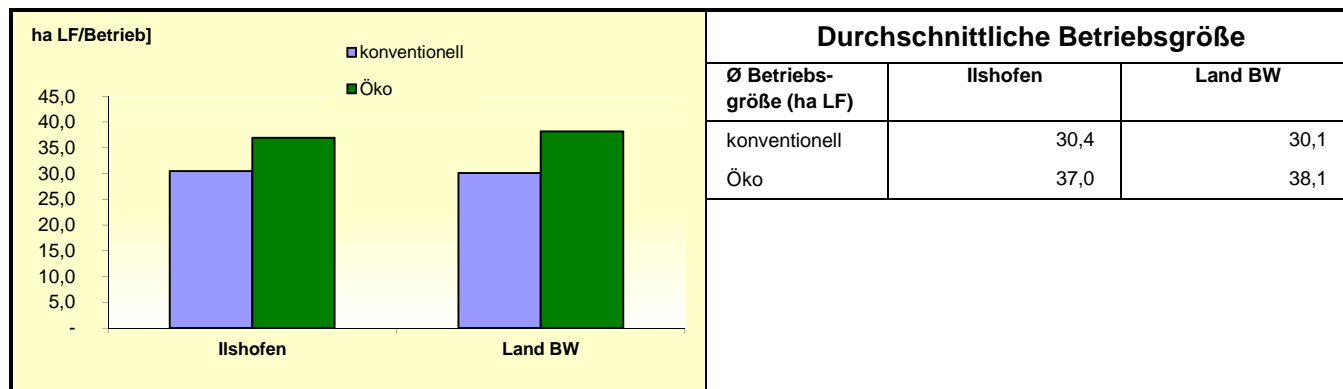 ha LF/Betrieb]
konventionell
Öko
45,0
40,0
35,0
30,0
25,0
20,0
15,0
10,0
5,0
-
Ilshofen Land BW
Durchschnittliche Betriebsgröße
Ø Betriebs- Ilshofen Land BW
größe (ha LF)
konventionell 30,4 30,1
Öko 37,0 38,1